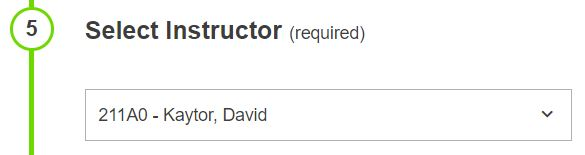 5
Select Instructor (required)
211A0 - Kaytor, David